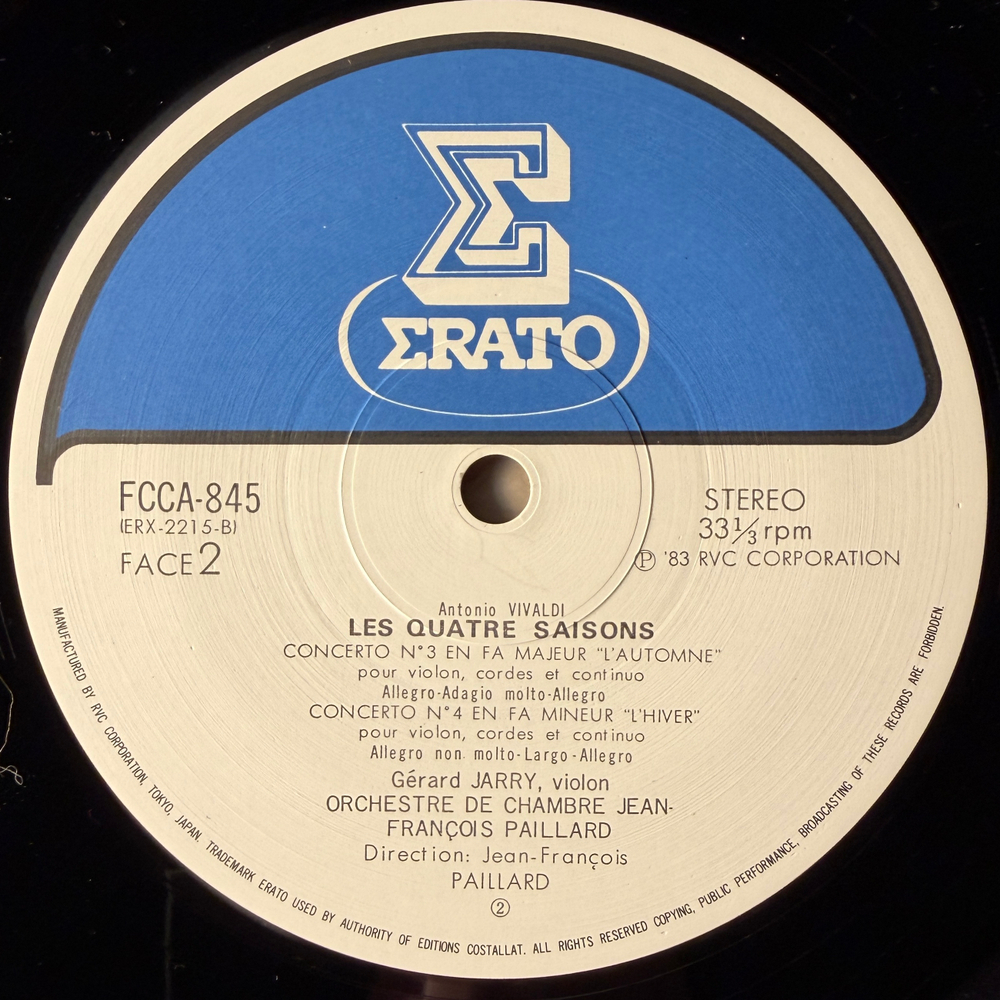 Σ
ΣRATO
FCCA-845
(ERX-2215-B)
FACE 2
STEREO
33⅓ rpm
Ⓟ '83 RVC CORPORATION
Antonio VIVALDI
LES QUATRE SAISONS
CONCERTO N°3 EN FA MAJEUR "L'AUTOMNE"
pour violon, cordes et continuo
Allegro-Adagio molto-Allegro
CONCERTO N°4 EN FA MINEUR "L'HIVER"
pour violon, cordes et continuo
Allegro non molto-Largo-Allegro
Gérard JARRY, violon
ORCHESTRE DE CHAMBRE JEAN-
FRANÇOIS PAILLARD
Direction: Jean-François
PAILLARD
②
MANUFACTURED BY RVC CORPORATION, TOKYO, JAPAN. TRADEMARK ERATO USED BY AUTHORITY OF EDITIONS COSTALLAT. ALL RIGHTS RESERVED COPYING, PUBLIC PERFORMANCE, BROADCASTING OF THESE RECORDS ARE FORBIDDEN.